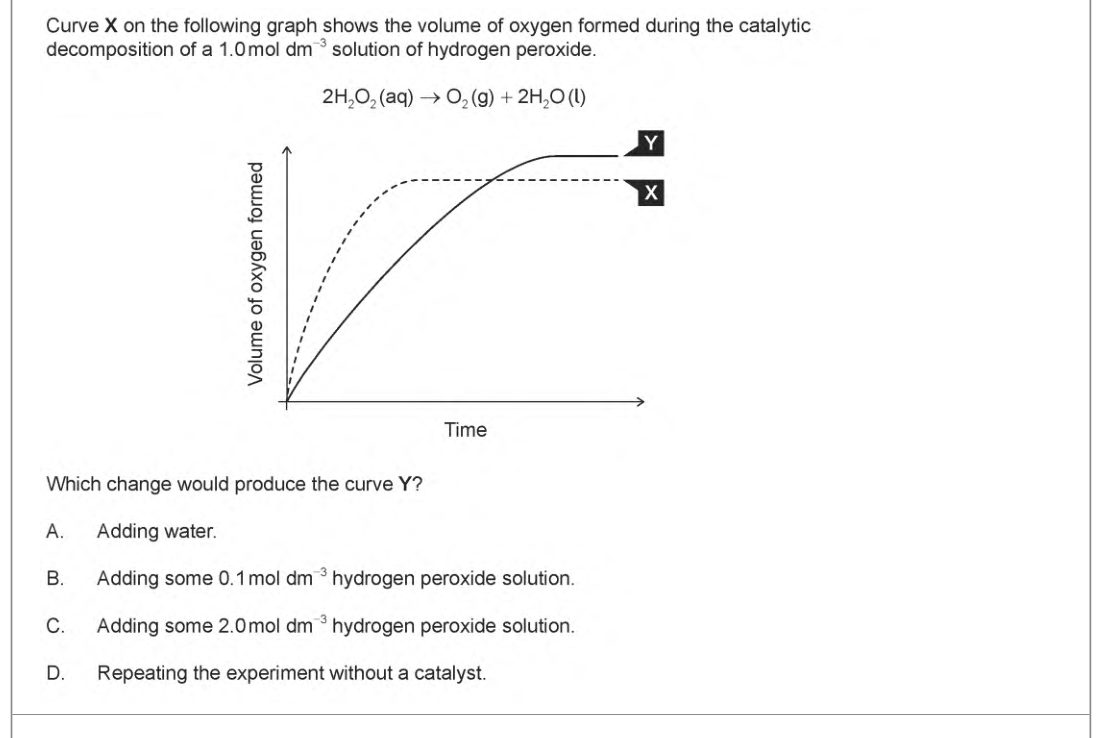 Curve X on the following graph shows the volume of oxygen formed during the catalytic
decomposition of a 1.0 mol dm⁻³ solution of hydrogen peroxide.
2H₂O₂ (aq) → O₂ (g) + 2H₂O (l)
Y
X
Volume of oxygen formed
Time
Which change would produce the curve Y?
A. Adding water.
B. Adding some 0.1 mol dm⁻³ hydrogen peroxide solution.
C. Adding some 2.0 mol dm⁻³ hydrogen peroxide solution.
D. Repeating the experiment without a catalyst.